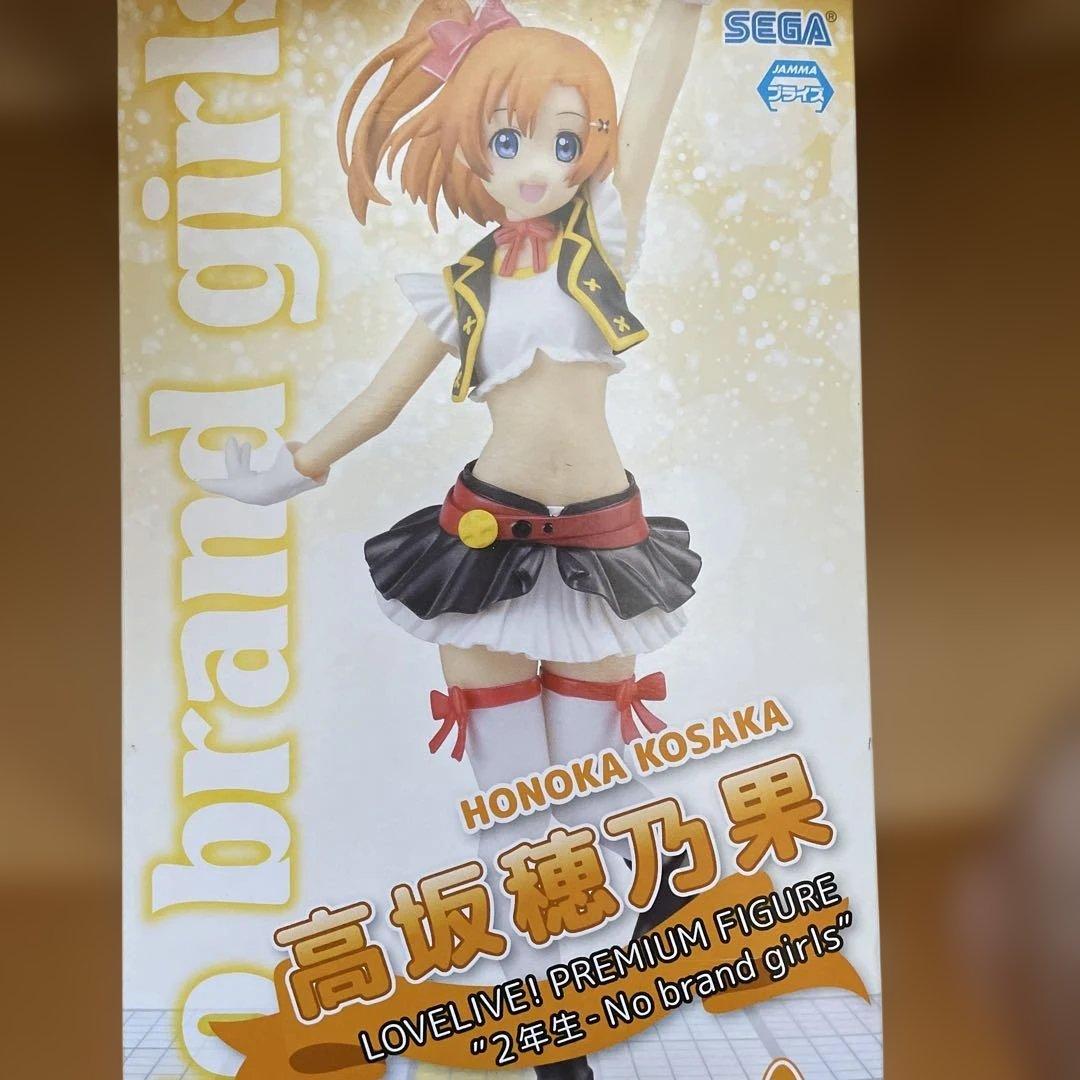 SEGA®
JAMMA
プライズ
o brand girls
HONOKA KOSAKA
高坂穂乃果
LOVELIVE! PREMIUM FIGURE
"2年生-No brand girls"